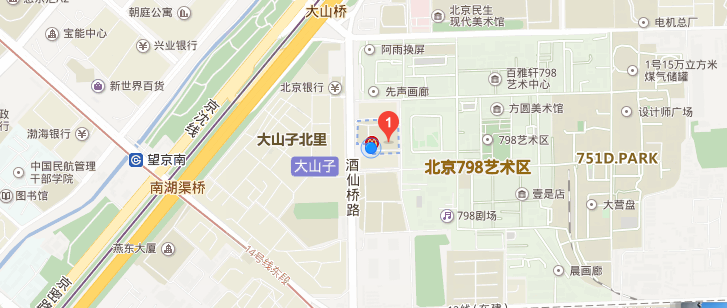 朝庭公寓
大山桥
北京民生
现代美术馆
电机总厂
宝能中心
兴业银行
阿雨换屏
1号15万立方米
煤气储罐
新世界百货
北京银行
先声画廊
百雅轩798
艺术中心
方圆美术馆
设计师广场
京沈线
渤海银行
大山子北里
1
798艺术区
望京南
大山子
酒仙桥路
北京798艺术区
751D.PARK
中国民航管理
干部学院
图书馆
南湖渠桥
壹是店
大营盘
798剧场
燕东大厦
14号线东段
晨画廊
京密路